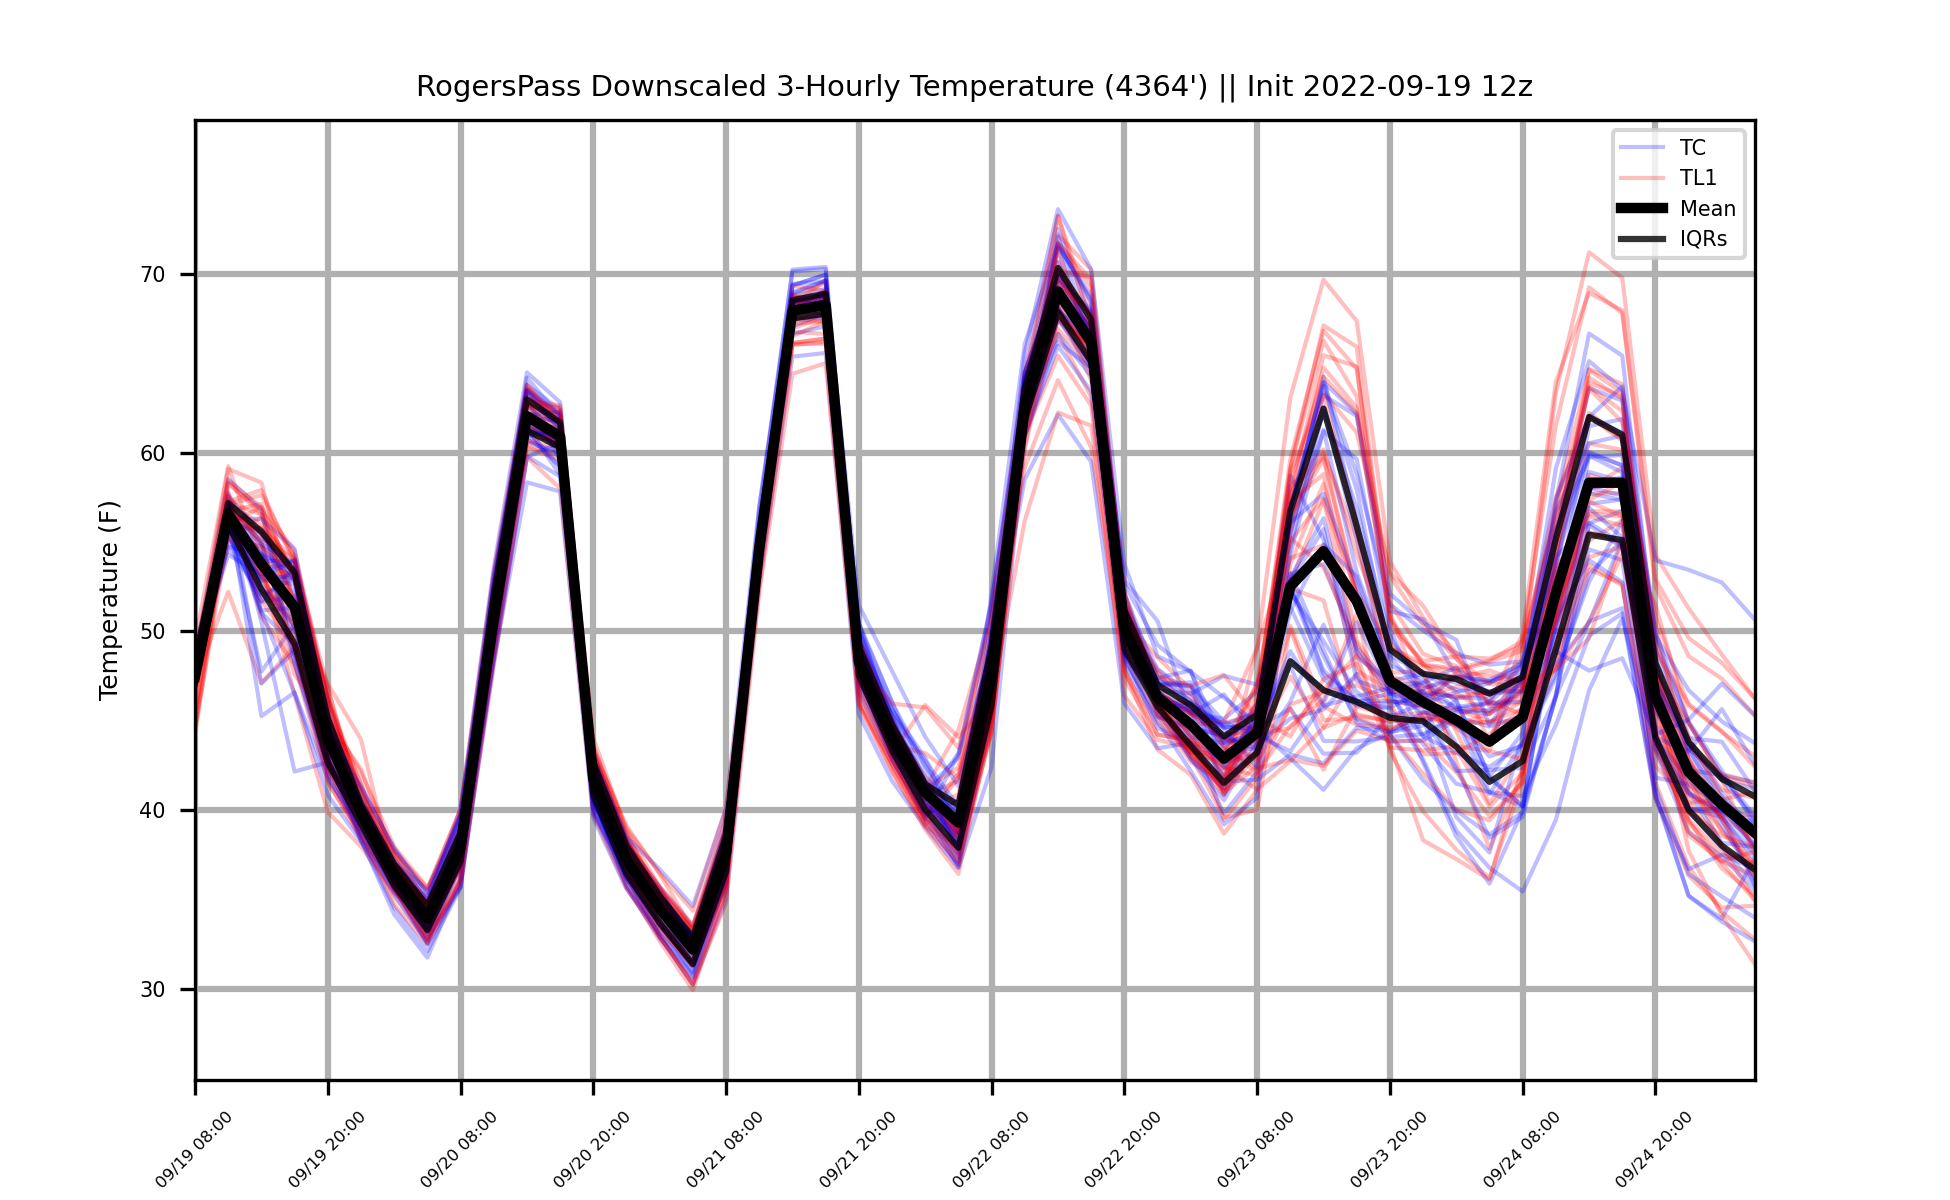 RogersPass Downscaled 3-Hourly Temperature (4364') || Init 2022-09-19 12z
TC
TL1
Mean
IQRs
Temperature (F)
70
60
50
40
30
09/19 08:00
09/19 20:00
09/20 08:00
09/20 20:00
09/21 08:00
09/21 20:00
09/22 08:00
09/22 20:00
09/23 08:00
09/23 20:00
09/24 08:00
09/24 20:00